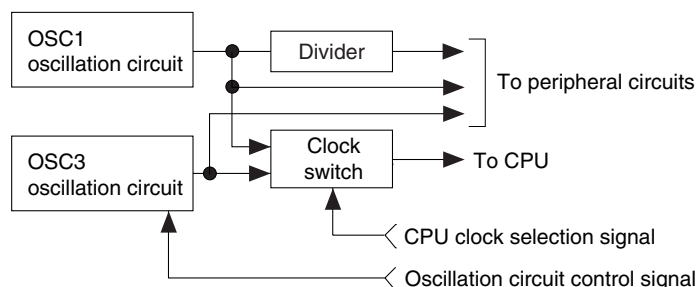 OSC1
oscillation circuit
Divider
To peripheral circuits
OSC3
oscillation circuit
Clock
switch
To CPU
CPU clock selection signal
Oscillation circuit control signal